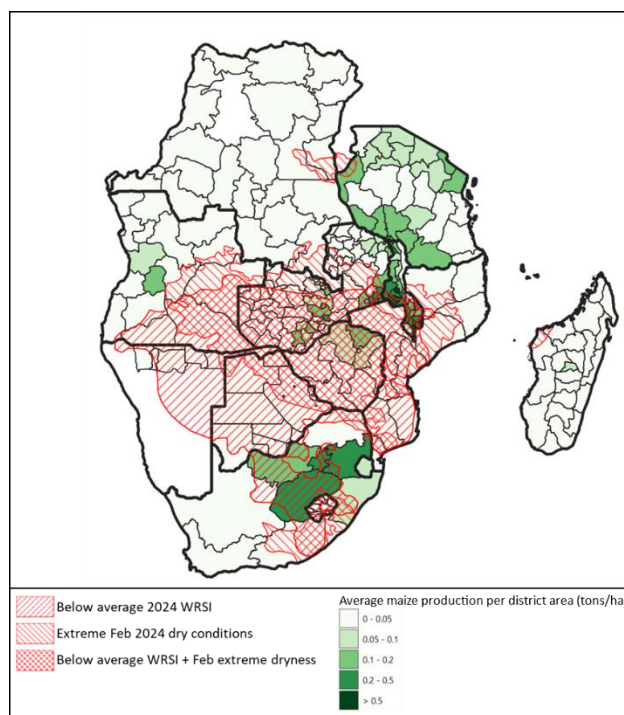 Below average 2024 WRSI
Extreme Feb 2024 dry conditions
Below average WRSI + Feb extreme dryness
Average maize production per district area (tons/ha)
0 - 0.05
0.05 - 0.1
0.1 - 0.2
0.2 - 0.5
> 0.5